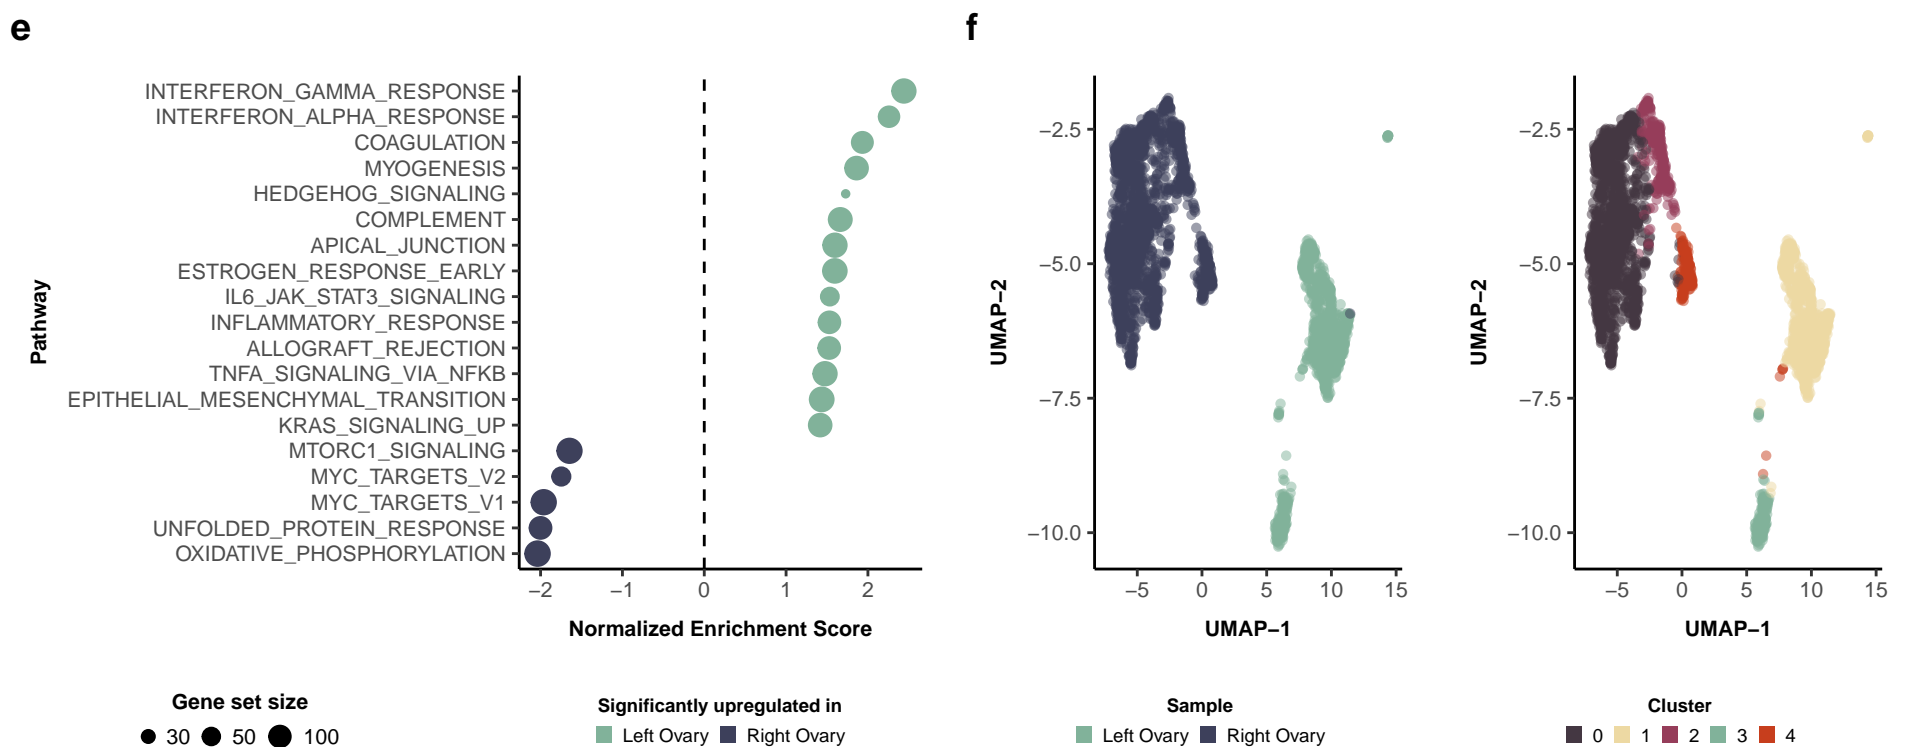 e
INTERFERON_GAMMA_RESPONSE
INTERFERON_ALPHA_RESPONSE
COAGULATION
MYOGENESIS
HEDGEHOG_SIGNALING
COMPLEMENT
APICAL_JUNCTION
ESTROGEN_RESPONSE_EARLY
IL6_JAK_STAT3_SIGNALING
INFLAMMATORY_RESPONSE
ALLOGRAFT_REJECTION
TNFA_SIGNALING_VIA_NFKB
EPITHELIAL_MESENCHYMAL_TRANSITION
KRAS_SIGNALING_UP
MTORC1_SIGNALING
MYC_TARGETS_V2
MYC_TARGETS_V1
UNFOLDED_PROTEIN_RESPONSE
OXIDATIVE_PHOSPHORYLATION
Pathway
−2 −1 0 1 2
Normalized Enrichment Score
Gene set size
30 50 100
Significantly upregulated in
Left Ovary Right Ovary
f
−2.5
−5.0
−7.5
−10.0
UMAP−2
−5 0 5 10 15
UMAP−1
Sample
Left Ovary Right Ovary
−2.5
−5.0
−7.5
−10.0
UMAP−2
−5 0 5 10 15
UMAP−1
Cluster
0 1 2 3 4